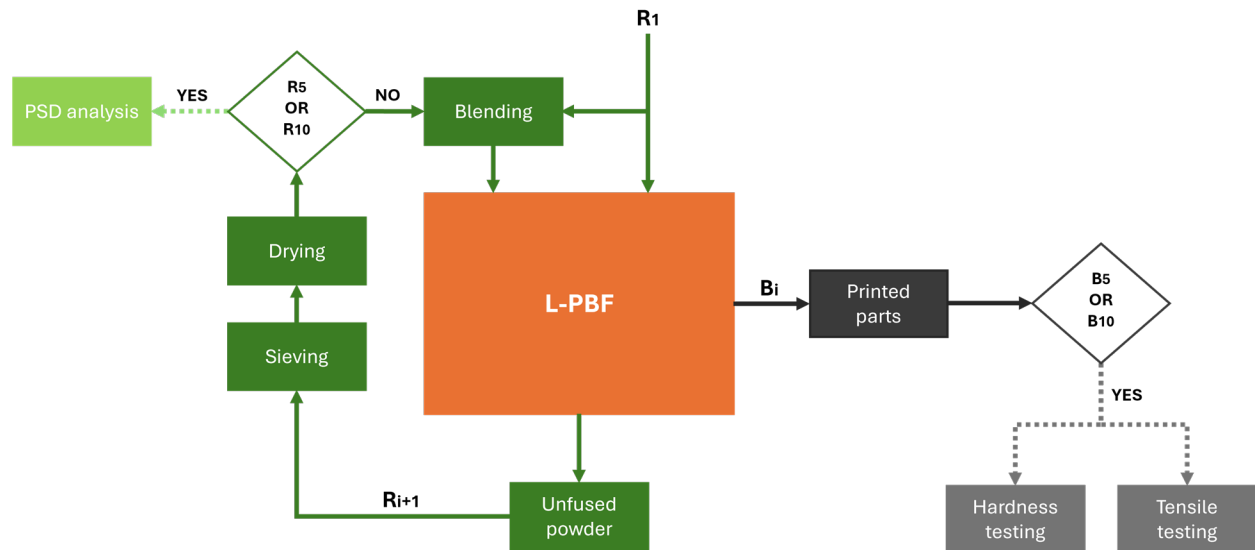 R1
PSD analysis
YES
R5
OR
R10
NO
Blending
Drying
Sieving
L-PBF
Bi
Printed
parts
B5
OR
B10
YES
Ri+1
Unfused
powder
Hardness
testing
Tensile
testing